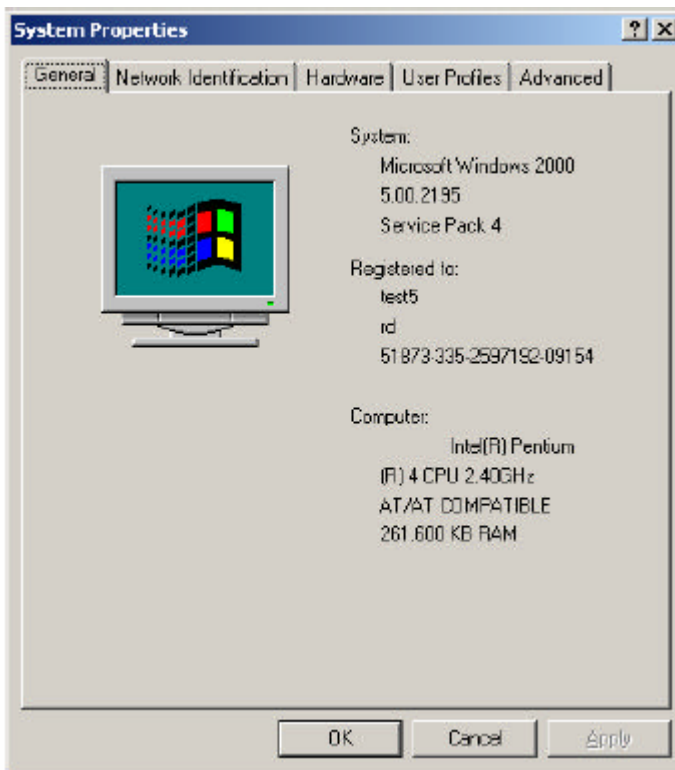 System Properties
General
Network Identification
Hardware
User Profiles
Advanced
System:
Microsoft Windows 2000
5.00.2195
Service Pack 4
Registered to:
test5
rd
51873-335-2597192-09154
Computer:
Intel(R) Pentium
(R) 4 CPU 2.40GHz
AT/AT COMPATIBLE
261,600 KB RAM
OK
Cancel
Apply